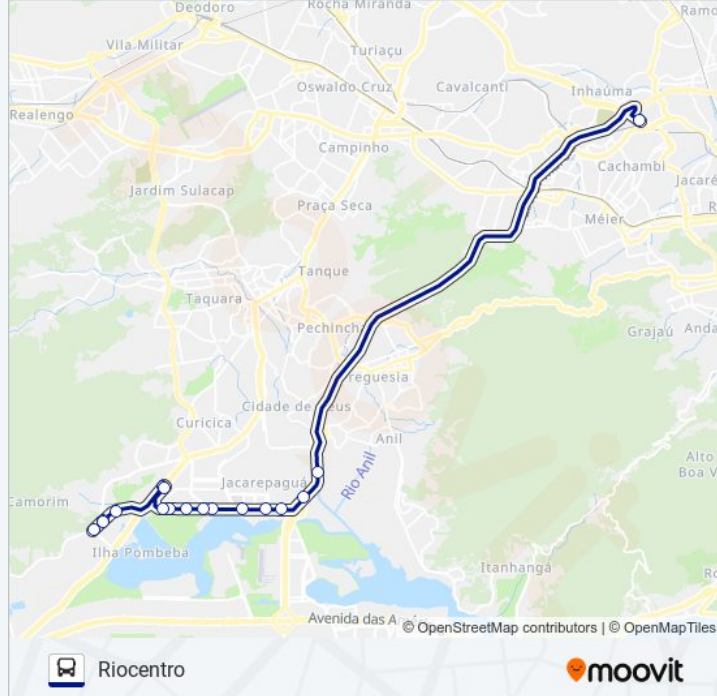 Deodoro
Rocha Miranda
Ramo
Vila Militar
Turiaçu
Oswaldo Cruz
Cavalcanti
Inhaúma
Realengo
Campinho
Cachambi
Jardim Sulacap
Jacaré
Praça Seca
Méier
R
Tanque
Taquara
Pechincha
Grajaú
Anda
Freguesia
Cidade de Deus
Curicica
Anil
Alto
Boa V
Jacarepaguá
Rio Anil
Camorim
Ilha Pombeba
Itanhangá
Ro
Avenida das A
© OpenStreetMap contributors | © OpenMapTiles
Riocentro
moovit